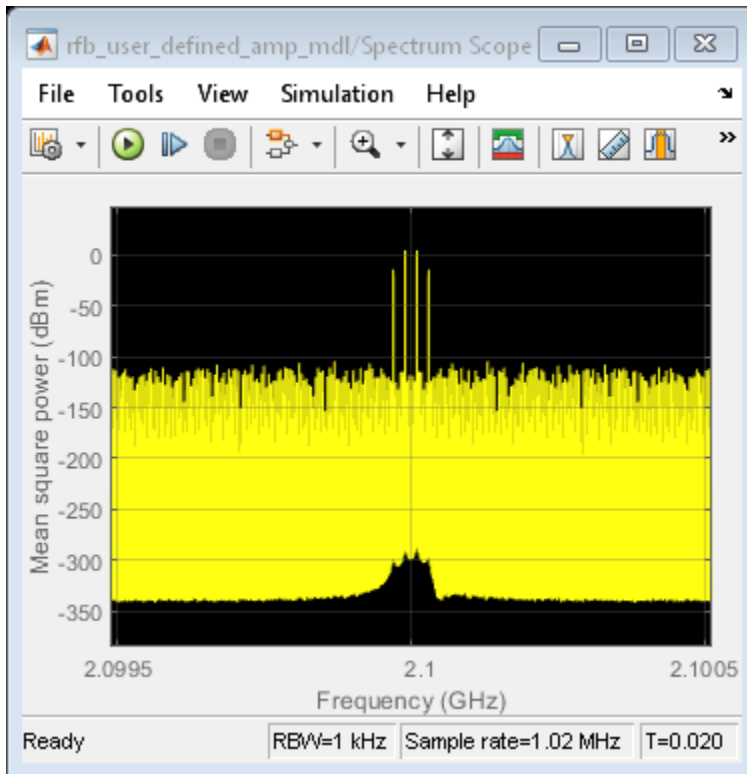 rfb_user_defined_amp_mdl/Spectrum Scope
File Tools View Simulation Help
»
0
-50
-100
-150
-200
-250
-300
-350
Mean square power (dBm)
2.0995 2.1 2.1005
Frequency (GHz)
Ready RBW=1 kHz Sample rate=1.02 MHz T=0.020